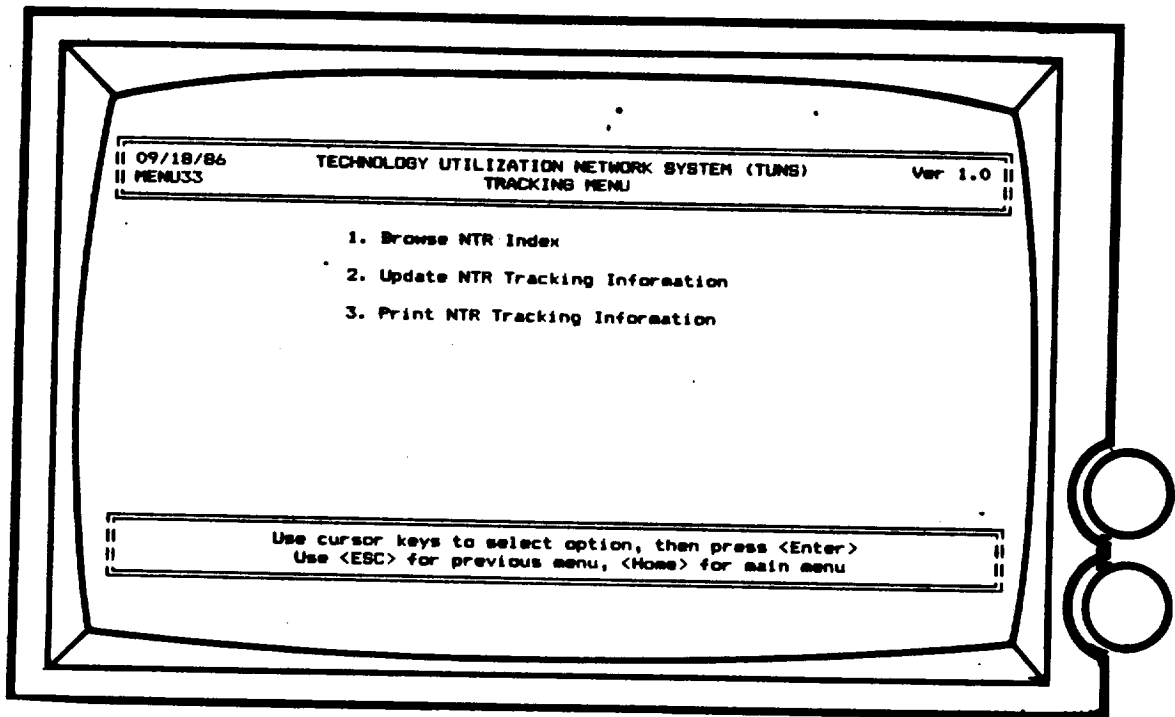 09/18/86 TECHNOLOGY UTILIZATION NETWORK SYSTEM (TUNS) Ver 1.0
MENU33 TRACKING MENU
1. Browse NTR Index
2. Update NTR Tracking Information
3. Print NTR Tracking Information
Use cursor keys to select option, then press <Enter>
Use <ESC> for previous menu, <Home> for main menu